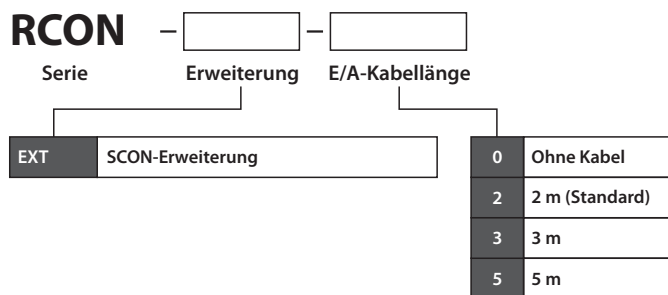 RCON – –
Serie Erweiterung E/A-Kabellänge
EXT SCON-Erweiterung
0 Ohne Kabel
2 2 m (Standard)
3 3 m
5 5 m